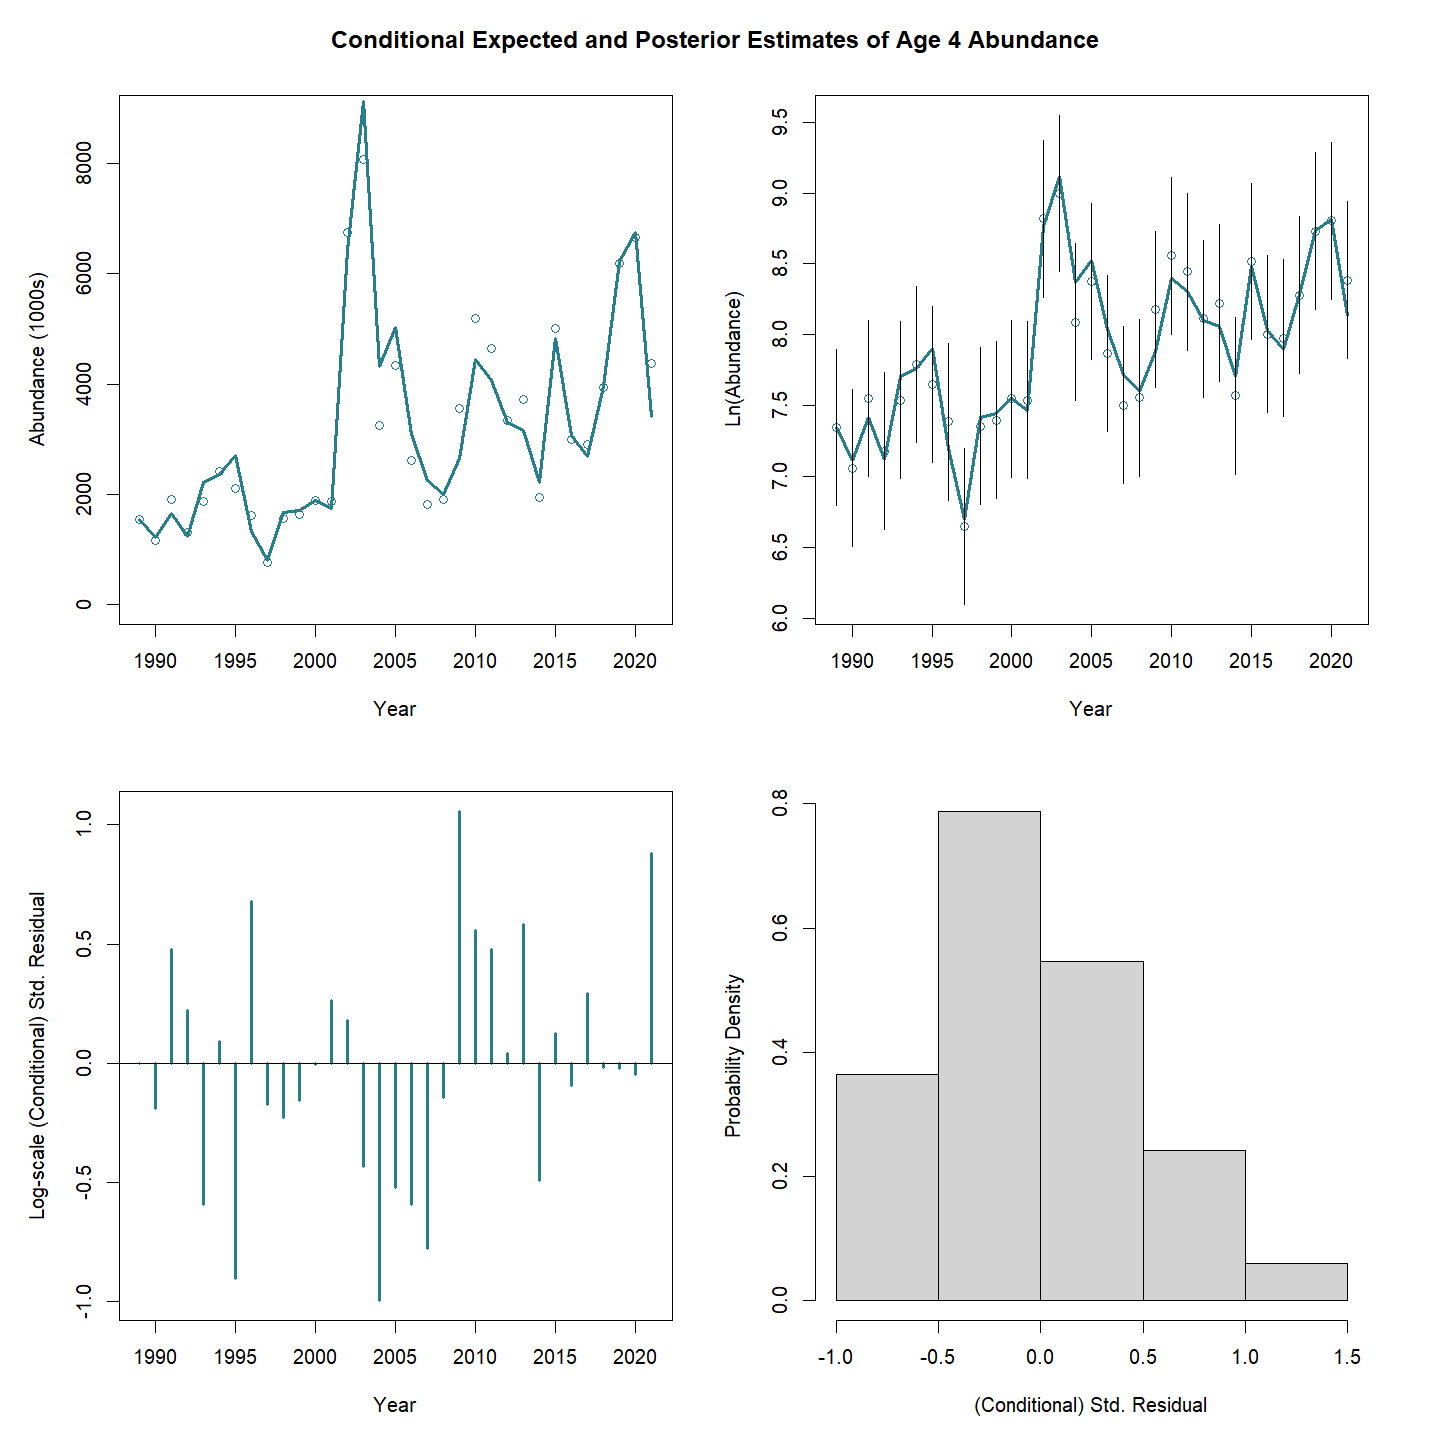 Conditional Expected and Posterior Estimates of Age 4 Abundance
Abundance (1000s)
0
2000
4000
6000
8000
1990 1995 2000 2005 2010 2015 2020
Year
Ln(Abundance)
6.0
6.5
7.0
7.5
8.0
8.5
9.0
9.5
1990 1995 2000 2005 2010 2015 2020
Year
Log-scale (Conditional) Std. Residual
-1.0
-0.5
0.0
0.5
1.0
1990 1995 2000 2005 2010 2015 2020
Year
Probability Density
0.0
0.2
0.4
0.6
0.8
-1.0 -0.5 0.0 0.5 1.0 1.5
(Conditional) Std. Residual